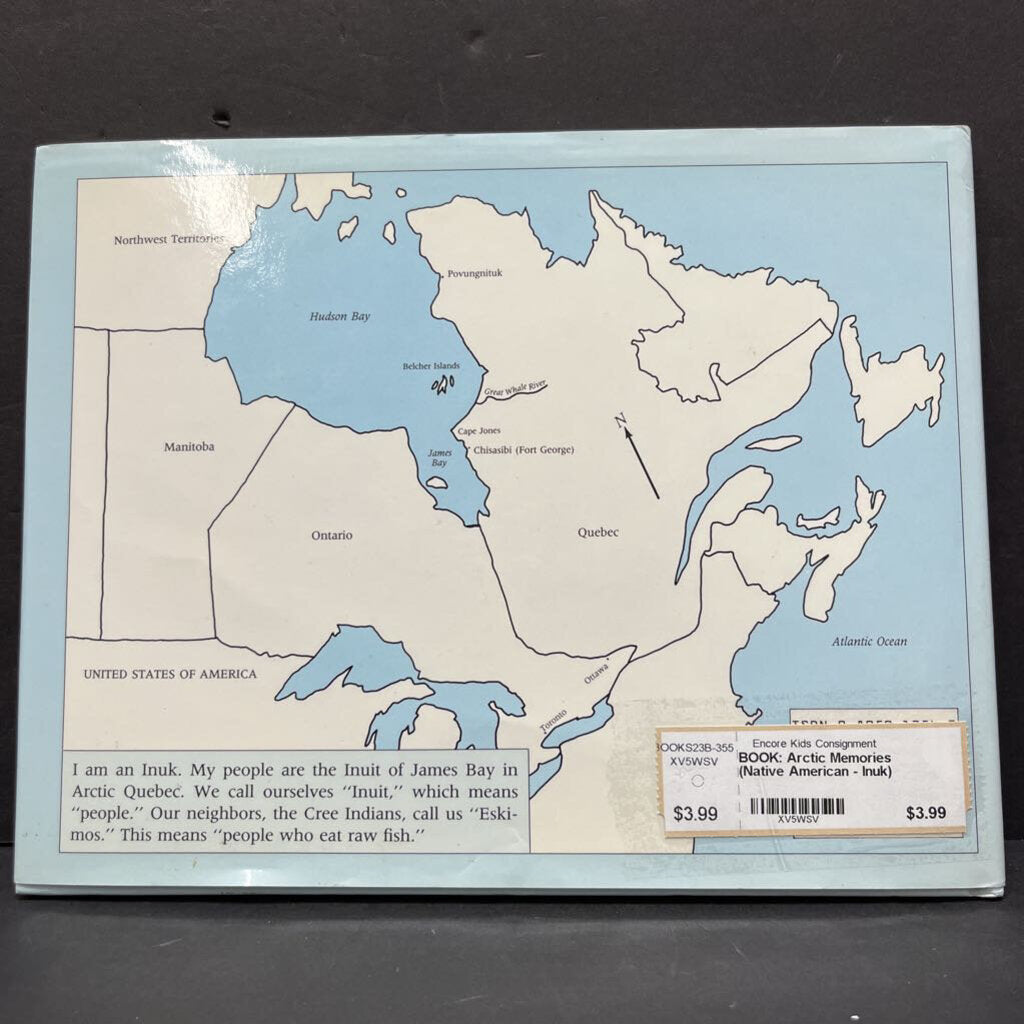 Northwest Territories
Povungnituk
Hudson Bay
Belcher Islands
Great Whale River
N
Cape Jones
Manitoba
James
Bay
Chisasibi (Fort George)
Ontario
Quebec
Atlantic Ocean
UNITED STATES OF AMERICA
Ottawa
Toronto
I am an Inuk. My people are the Inuit of James Bay in
Arctic Quebec. We call ourselves "Inuit," which means
"people." Our neighbors, the Cree Indians, call us "Eski-
mos." This means "people who eat raw fish."
ISBN
BOOKS23B-355
XV5WSV
$3.99
Encore Kids Consignment
BOOK: Arctic Memories
(Native American - Inuk)
XV5WSV
$3.99